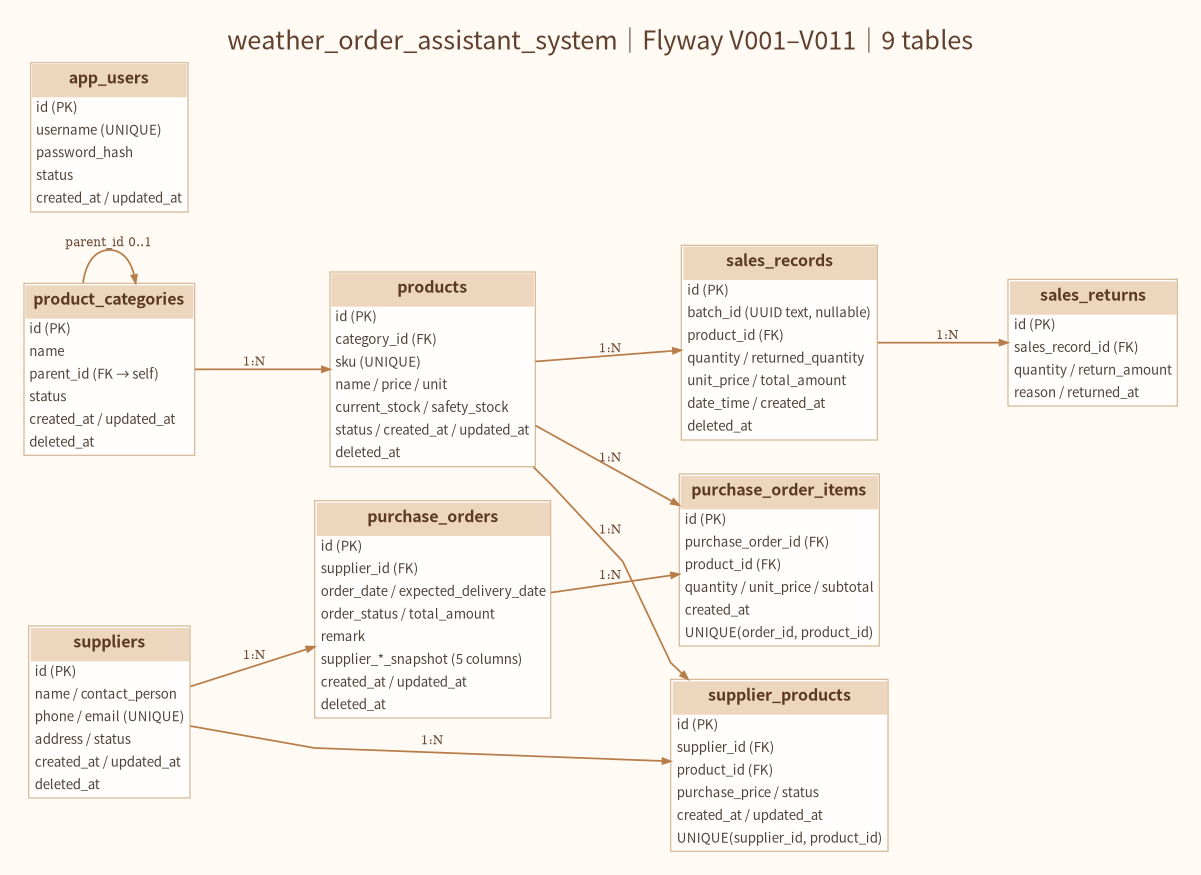 weather_order_assistant_system｜Flyway V001–V011｜9 tables
app_users
id (PK)
username (UNIQUE)
password_hash
status
created_at / updated_at
parent_id 0..1
product_categories
id (PK)
name
parent_id (FK → self)
status
created_at / updated_at
deleted_at
1:N
products
id (PK)
category_id (FK)
sku (UNIQUE)
name / price / unit
current_stock / safety_stock
status / created_at / updated_at
deleted_at
1:N
sales_records
id (PK)
batch_id (UUID text, nullable)
product_id (FK)
quantity / returned_quantity
unit_price / total_amount
date_time / created_at
deleted_at
1:N
sales_returns
id (PK)
sales_record_id (FK)
quantity / return_amount
reason / returned_at
1:N
1:N
purchase_order_items
id (PK)
purchase_order_id (FK)
product_id (FK)
quantity / unit_price / subtotal
created_at
UNIQUE(order_id, product_id)
purchase_orders
id (PK)
supplier_id (FK)
order_date / expected_delivery_date
order_status / total_amount
remark
supplier_*_snapshot (5 columns)
created_at / updated_at
deleted_at
1:N
suppliers
id (PK)
name / contact_person
phone / email (UNIQUE)
address / status
created_at / updated_at
deleted_at
1:N
1:N
supplier_products
id (PK)
supplier_id (FK)
product_id (FK)
purchase_price / status
created_at / updated_at
UNIQUE(supplier_id, product_id)